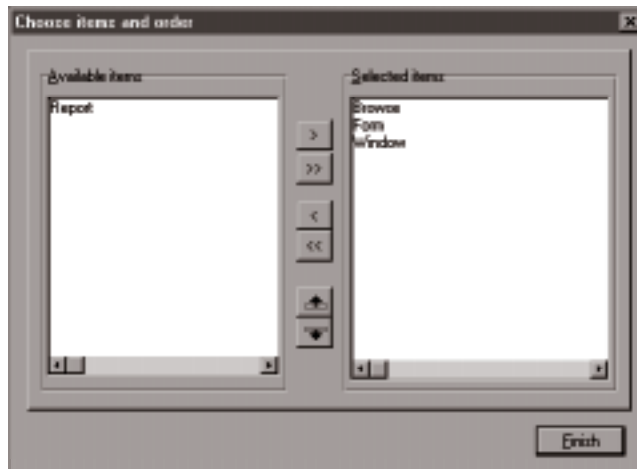 Choose items and order
Available items
Selected items
Report
Browse
Form
Window
>
>>
<
<<
Finish